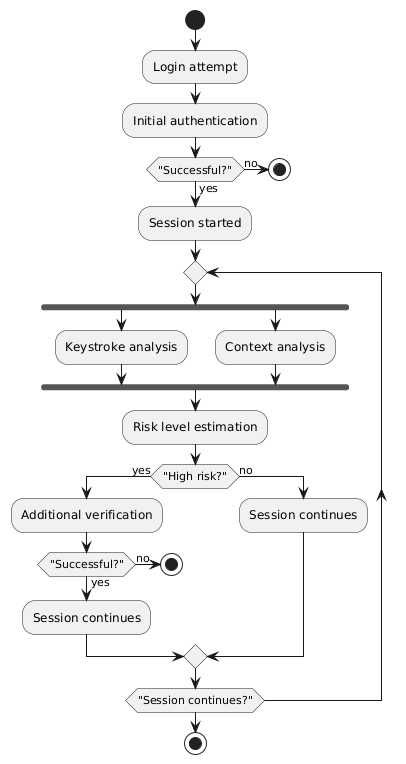 Login attempt
Initial authentication
"Successful?"
no
yes
Session started
Keystroke analysis
Context analysis
Risk level estimation
yes
"High risk?"
no
Additional verification
Session continues
"Successful?"
no
yes
Session continues
"Session continues?"